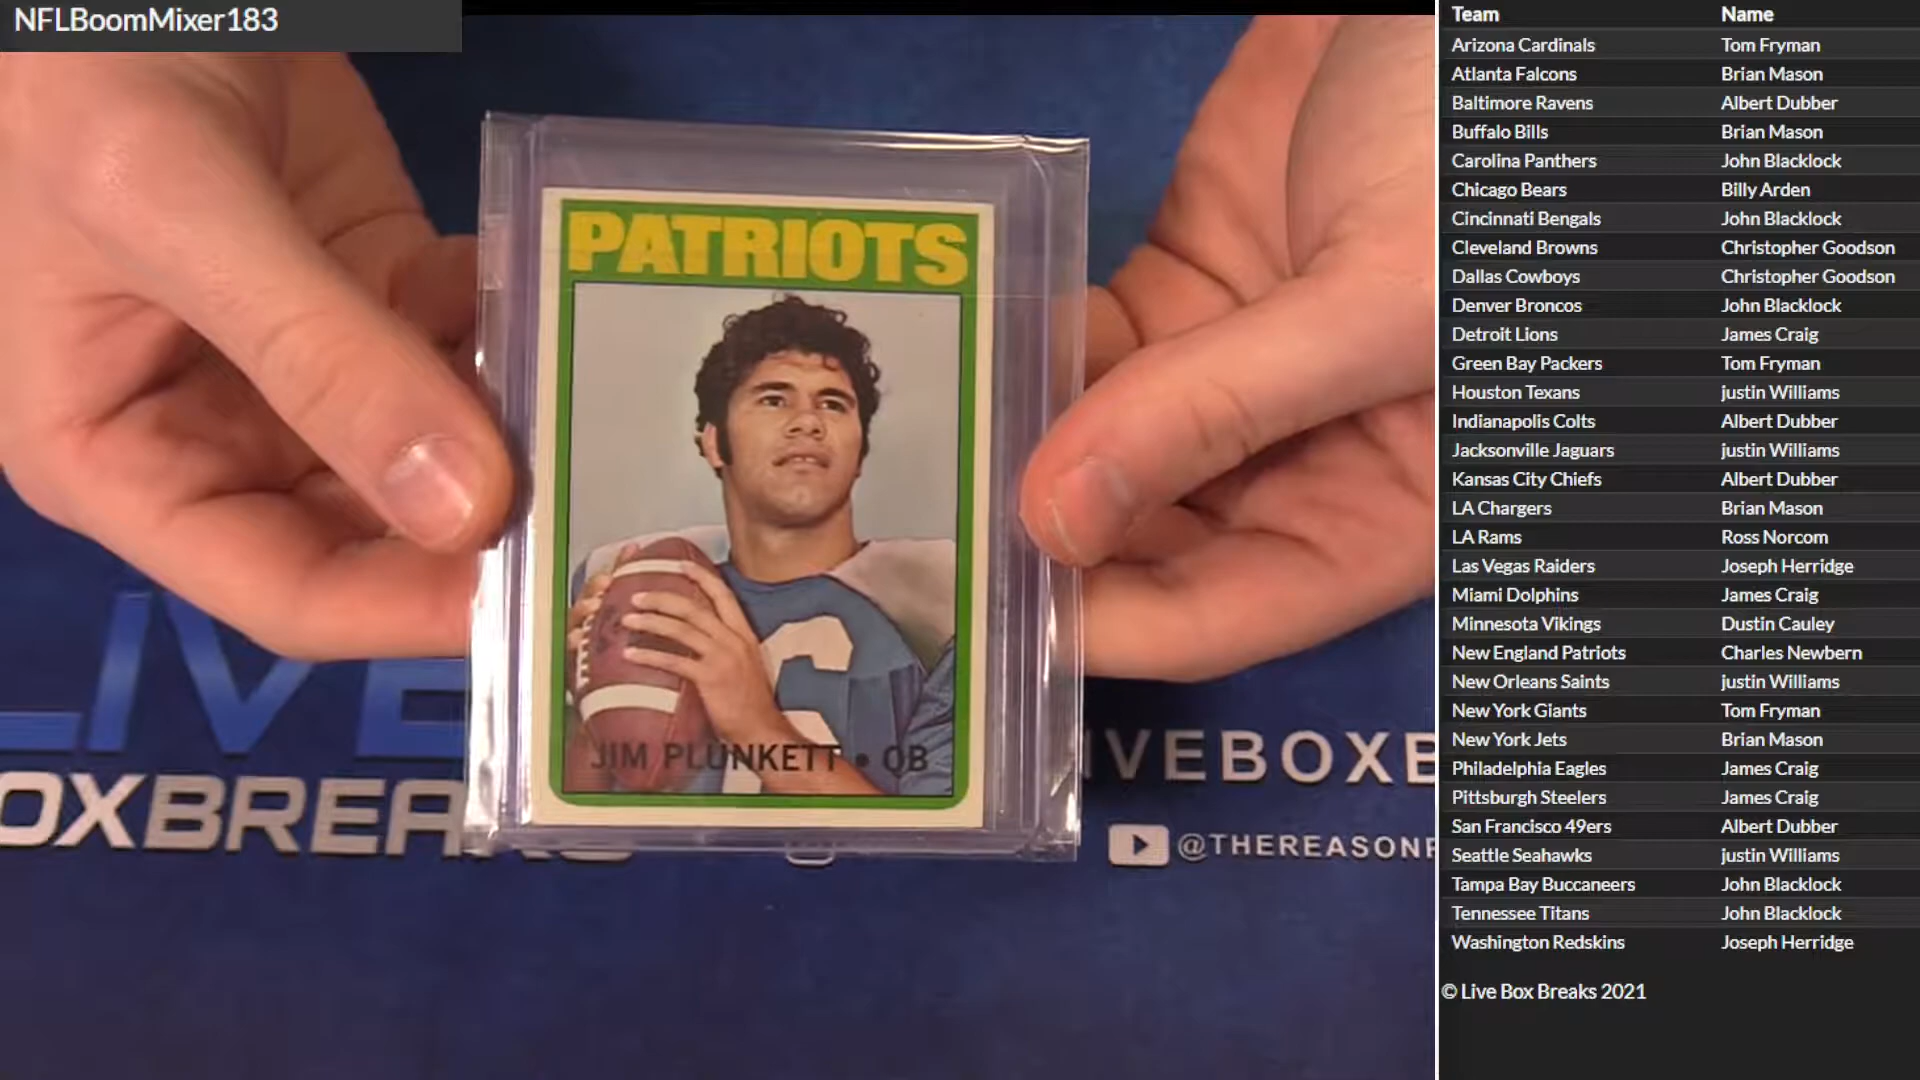 NFLBoomMixer183
PATRIOTS
JIM PLUNKETT • QB
LIVE
OXBREA
IVEBOXB
@THEREASON
Team Name
Arizona Cardinals Tom Fryman
Atlanta Falcons Brian Mason
Baltimore Ravens Albert Dubber
Buffalo Bills Brian Mason
Carolina Panthers John Blacklock
Chicago Bears Billy Arden
Cincinnati Bengals John Blacklock
Cleveland Browns Christopher Goodson
Dallas Cowboys Christopher Goodson
Denver Broncos John Blacklock
Detroit Lions James Craig
Green Bay Packers Tom Fryman
Houston Texans justin Williams
Indianapolis Colts Albert Dubber
Jacksonville Jaguars justin Williams
Kansas City Chiefs Albert Dubber
LA Chargers Brian Mason
LA Rams Ross Norcom
Las Vegas Raiders Joseph Herridge
Miami Dolphins James Craig
Minnesota Vikings Dustin Cauley
New England Patriots Charles Newbern
New Orleans Saints justin Williams
New York Giants Tom Fryman
New York Jets Brian Mason
Philadelphia Eagles James Craig
Pittsburgh Steelers James Craig
San Francisco 49ers Albert Dubber
Seattle Seahawks justin Williams
Tampa Bay Buccaneers John Blacklock
Tennessee Titans John Blacklock
Washington Redskins Joseph Herridge
© Live Box Breaks 2021